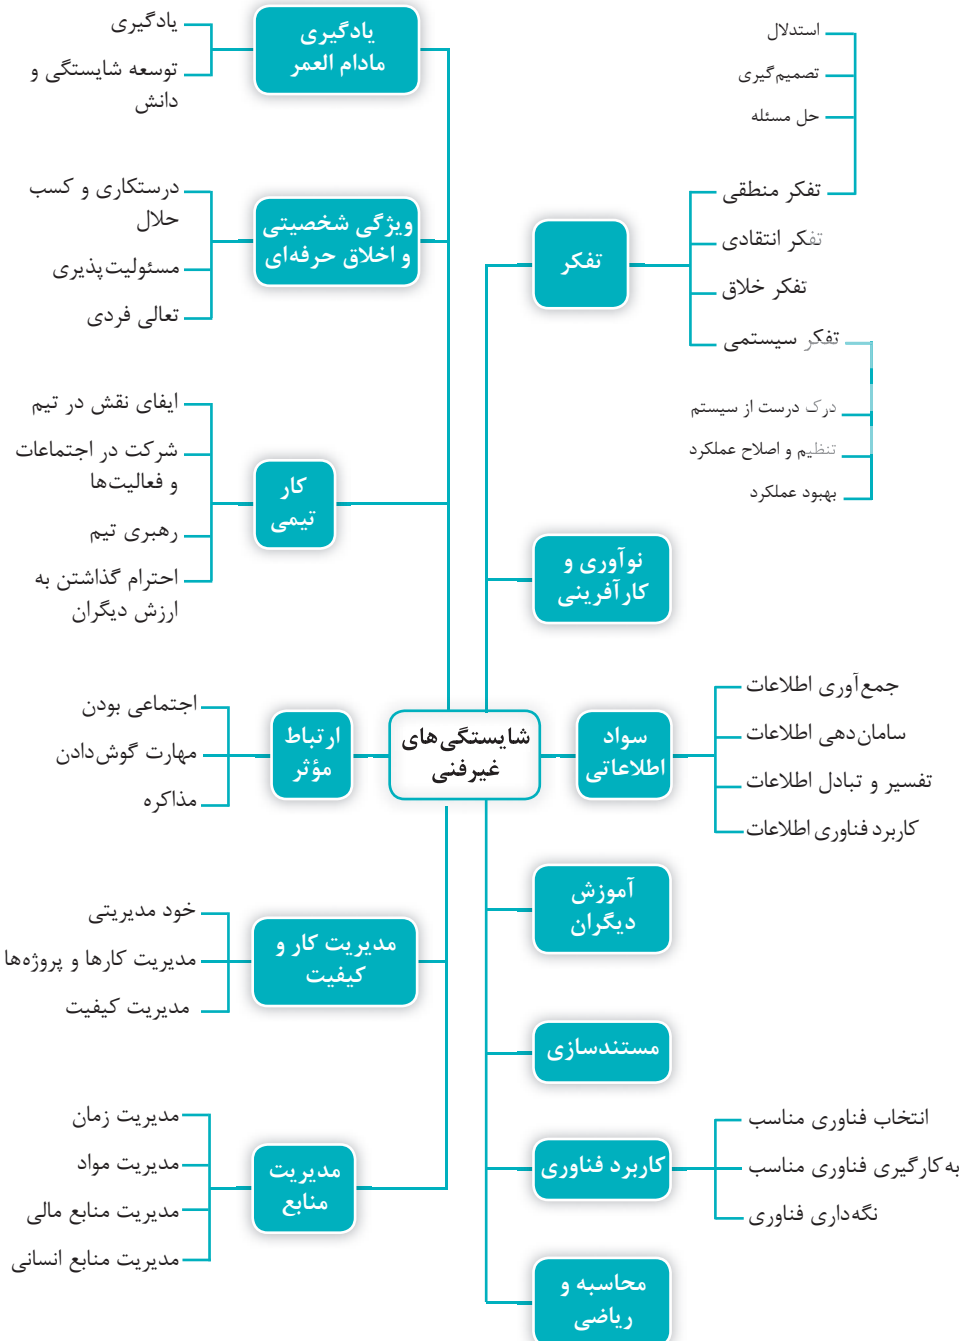 شایستگی‌های
غیرفنی
تفکر
استدلال
تصمیم‌گیری
حل مسئله
تفکر منطقی
تفکر انتقادی
تفکر خلاق
تفکر سیستمی
درک درست از سیستم
تنظیم و اصلاح عملکرد
بهبود عملکرد
نوآوری و
کارآفرینی
سواد
اطلاعاتی
جمع‌آوری اطلاعات
سامان‌دهی اطلاعات
تفسیر و تبادل اطلاعات
کاربرد فناوری اطلاعات
آموزش
دیگران
مستندسازی
کاربرد فناوری
انتخاب فناوری مناسب
به‌کارگیری فناوری مناسب
نگه‌داری فناوری
محاسبه و
ریاضی
یادگیری
مادام العمر
یادگیری
توسعه شایستگی و
دانش
ویژگی شخصیتی
و اخلاق حرفه‌ای
درستکاری و کسب
حلال
مسئولیت‌پذیری
تعالی فردی
کار
تیمی
ایفای نقش در تیم
شرکت در اجتماعات
و فعالیت‌ها
رهبری تیم
احترام گذاشتن به
ارزش دیگران
ارتباط
مؤثر
اجتماعی بودن
مهارت گوش‌دادن
مذاکره
مدیریت کار و
کیفیت
خود مدیریتی
مدیریت کارها و پروژه‌ها
مدیریت کیفیت
مدیریت
منابع
مدیریت زمان
مدیریت مواد
مدیریت منابع مالی
مدیریت منابع انسانی